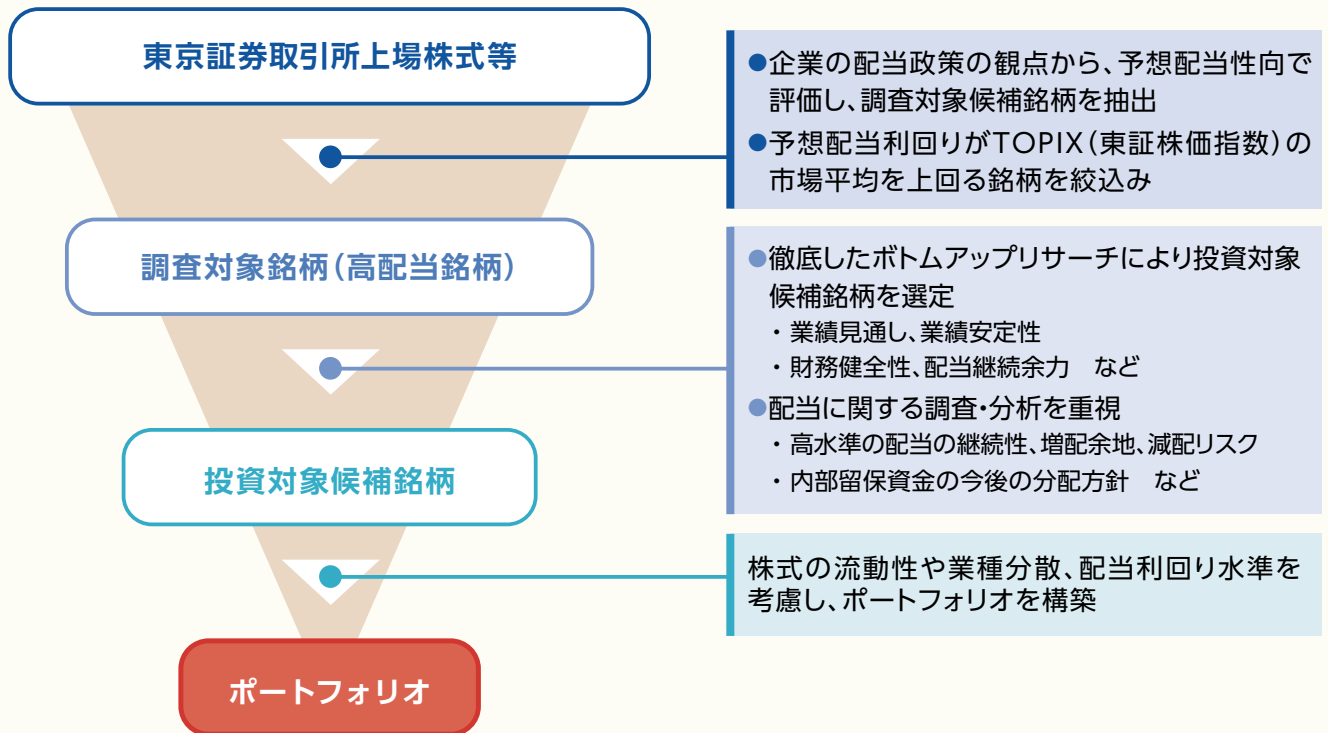 東京証券取引所上場株式等
●企業の配当政策の観点から、予想配当性向で
評価し、調査対象候補銘柄を抽出
●予想配当利回りがTOPIX(東証株価指数)の
市場平均を上回る銘柄を絞込み
調査対象銘柄(高配当銘柄)
●徹底したボトムアップリサーチにより投資対象
候補銘柄を選定
・業績見通し、業績安定性
・財務健全性、配当継続余力　など
●配当に関する調査・分析を重視
・高水準の配当の継続性、増配余地、減配リスク
・内部留保資金の今後の分配方針　など
投資対象候補銘柄
株式の流動性や業種分散、配当利回り水準を
考慮し、ポートフォリオを構築
ポートフォリオ